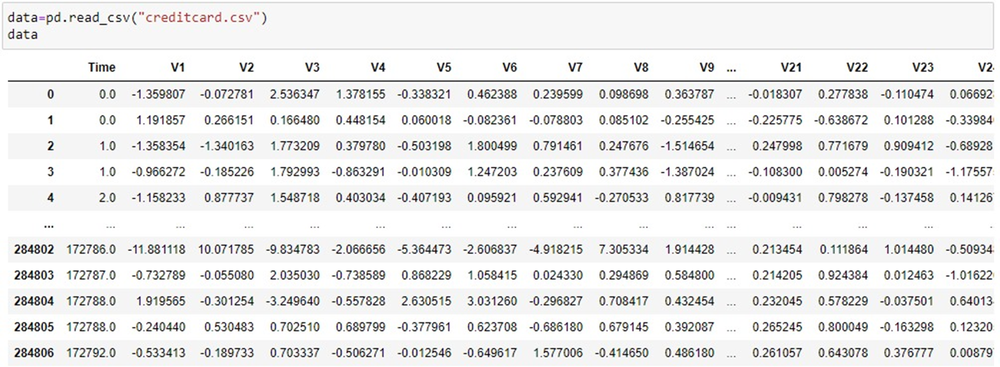 data=pd.read_csv("creditcard.csv")
data
Time V1 V2 V3 V4 V5 V6 V7 V8 V9 ... V21 V22 V23
0 0.0 -1.359807 -0.072781 2.536347 1.378155 -0.338321 0.462388 0.239599 0.098698 0.363787 ... -0.018307 0.277838 -0.110474 0.06692
1 0.0 1.191857 0.266151 0.166480 0.448154 0.060018 -0.082361 -0.078803 0.085102 -0.255425 ... -0.225775 -0.638672 0.101288 -0.33984
2 1.0 -1.358354 -1.340163 1.773209 0.379780 -0.503198 1.800499 0.791461 0.247676 -1.514654 ... 0.247998 0.771679 0.909412 -0.68928
3 1.0 -0.966272 -0.185226 1.792993 -0.863291 -0.010309 1.247203 0.237609 0.377436 -1.387024 ... -0.108300 0.005274 -0.190321 -1.17557
4 2.0 -1.158233 0.877737 1.548718 0.403034 -0.407193 0.095921 0.592941 -0.270533 0.817739 ... -0.009431 0.798278 -0.137458 0.14126
... ... ... ... ... ... ... ... ... ... ... ... ... ... ...
284802 172786.0 -11.881118 10.071785 -9.834783 -2.066656 -5.364473 -2.606837 -4.918215 7.305334 1.914428 ... 0.213454 0.111864 1.014480 -0.50934
284803 172787.0 -0.732789 -0.055080 2.035030 -0.738589 0.868229 1.058415 0.024330 0.294869 0.584800 ... 0.214205 0.924384 0.012463 -1.01622
284804 172788.0 1.919565 -0.301254 -3.249640 -0.557828 2.630515 3.031260 -0.296827 0.708417 0.432454 ... 0.232045 0.578229 -0.037501 0.64013
284805 172788.0 -0.240440 0.530483 0.702510 0.689799 -0.377961 0.623708 -0.686180 0.679145 0.392087 ... 0.265245 0.800049 -0.163298 0.12320
284806 172792.0 -0.533413 -0.189733 0.703337 -0.506271 -0.012546 -0.649617 1.577006 -0.414650 0.486180 ... 0.261057 0.643078 0.376777 0.00879